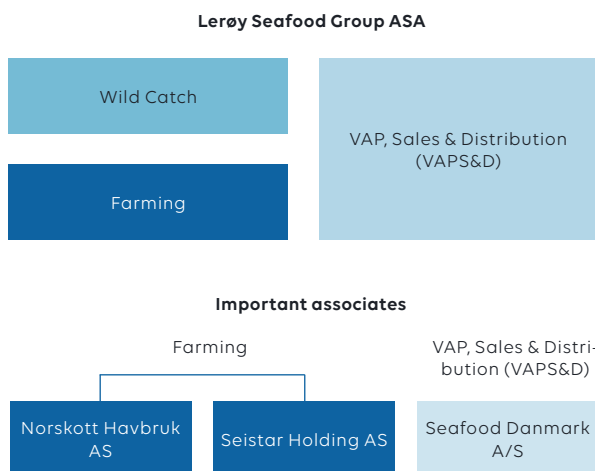 Lerøy Seafood Group ASA
Wild Catch
VAP, Sales & Distribution
(VAPS&D)
Farming
Important associates
Farming
VAP, Sales & Distri-
bution (VAPS&D)
Norskott Havbruk
AS
Seistar Holding AS
Seafood Danmark
A/S